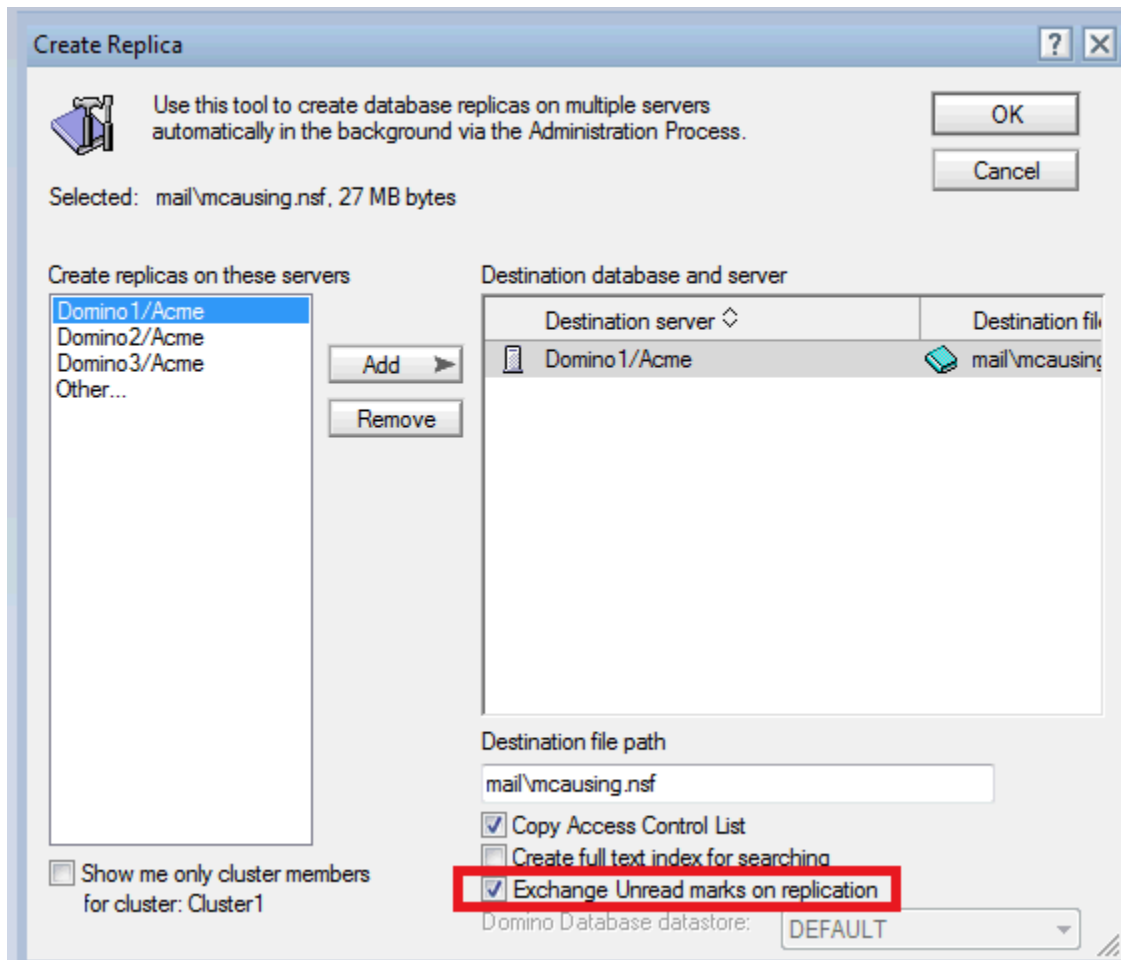 Create Replica
?
Use this tool to create database replicas on multiple servers
automatically in the background via the Administration Process.
OK
Cancel
Selected: mail\mcausing.nsf, 27 MB bytes
Create replicas on these servers
Domino1/Acme
Domino2/Acme
Domino3/Acme
Other...
Add
Remove
Show me only cluster members
for cluster: Cluster1
Destination database and server
Destination server
Destination fil
Domino1/Acme
mail\mcausing
Destination file path
mail\mcausing.nsf
Copy Access Control List
Create full text index for searching
Exchange Unread marks on replication
Domino Database datastore:
DEFAULT